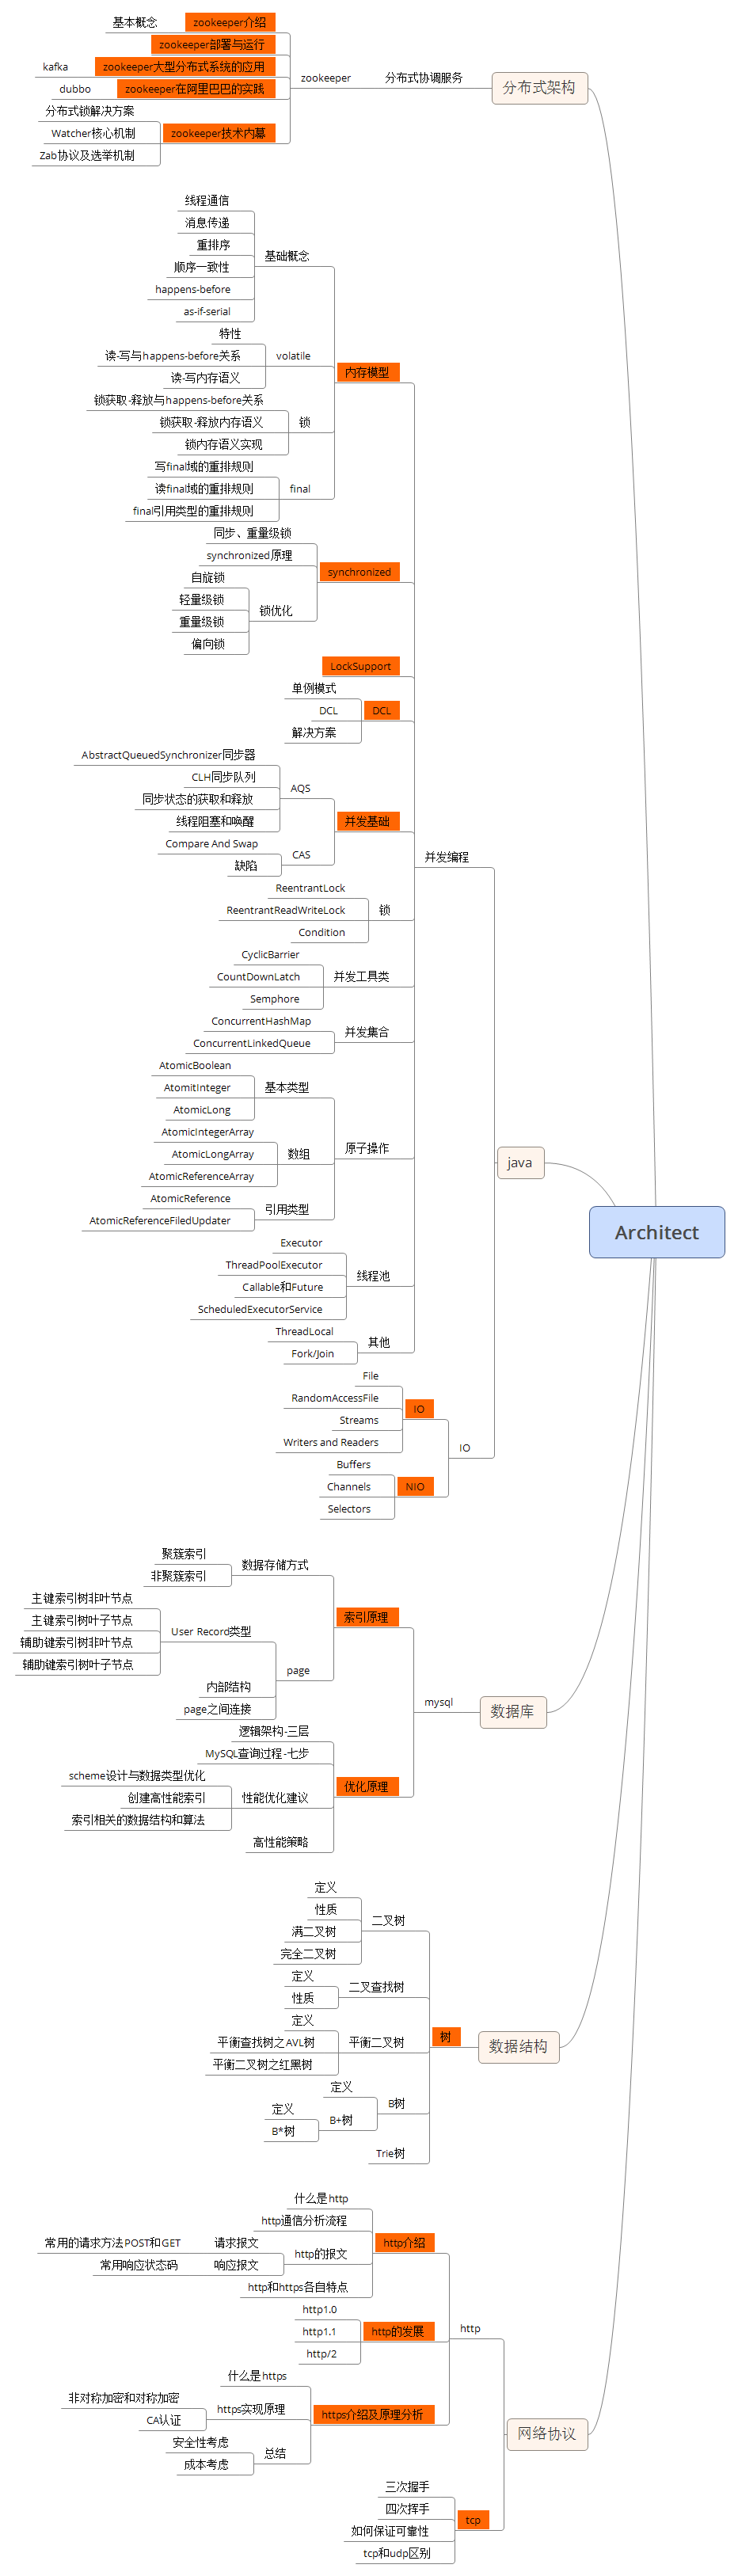 基本概念
zookeeper介绍
zookeeper部署与运行
kafka
zookeeper大型分布式系统的应用
zookeeper
分布式协调服务
分布式架构
dubbo
zookeeper在阿里巴巴的实践
分布式锁解决方案
Watcher核心机制
zookeeper技术内幕
Zab协议及选举机制
线程通信
消息传递
重排序
基础概念
顺序一致性
happens-before
as-if-serial
特性
读-写与happens-before关系
volatile
读-写内存语义
内存模型
锁获取-释放与happens-before关系
锁获取-释放内存语义
锁
锁内存语义实现
写final域的重排规则
读final域的重排规则
final
final引用类型的重排规则
同步、重量级锁
synchronized原理
synchronized
自旋锁
轻量级锁
锁优化
重量级锁
偏向锁
LockSupport
单例模式
DCL
DCL
解决方案
AbstractQueuedSynchronizer同步器
CLH同步队列
AQS
同步状态的获取和释放
线程阻塞和唤醒
并发基础
Compare And Swap
CAS
缺陷
并发编程
ReentrantLock
ReentrantReadWriteLock
锁
Condition
CyclicBarrier
CountDownLatch
并发工具类
Semphore
ConcurrentHashMap
并发集合
ConcurrentLinkedQueue
AtomicBoolean
AtomitInteger
基本类型
AtomicLong
AtomicIntegerArray
AtomicLongArray
数组
原子操作
AtomicReferenceArray
java
AtomicReference
引用类型
AtomicReferenceFiledUpdater
Architect
Executor
ThreadPoolExecutor
线程池
Callable和Future
ScheduledExecutorService
ThreadLocal
其他
Fork/Join
File
RandomAccessFile
IO
Streams
Writers and Readers
IO
Buffers
Channels
NIO
Selectors
聚簇索引
数据存储方式
非聚簇索引
主键索引树非叶节点
主键索引树叶子节点
索引原理
User Record类型
辅助键索引树非叶节点
辅助键索引树叶子节点
page
内部结构
page之间连接
mysql
数据库
逻辑架构-三层
MySQL查询过程-七步
scheme设计与数据类型优化
优化原理
创建高性能索引
性能优化建议
索引相关的数据结构和算法
高性能策略
定义
性质
二叉树
满二叉树
完全二叉树
定义
二叉查找树
性质
定义
平衡查找树之AVL树
平衡二叉树
树
数据结构
平衡二叉树之红黑树
定义
B树
定义
B+树
B*树
Trie树
什么是http
http通信分析流程
常用的请求方法POST和GET
请求报文
http的报文
http介绍
常用响应状态码
响应报文
http和https各自特点
http1.0
http1.1
http的发展
http
http/2
什么是https
非对称加密和对称加密
https实现原理
https介绍及原理分析
CA认证
网络协议
安全性考虑
总结
成本考虑
三次握手
四次挥手
tcp
如何保证可靠性
tcp和udp区别